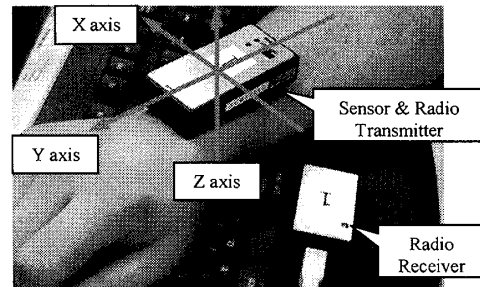 X axis
Sensor & Radio
Transmitter
Y axis
Z axis
Radio
Receiver